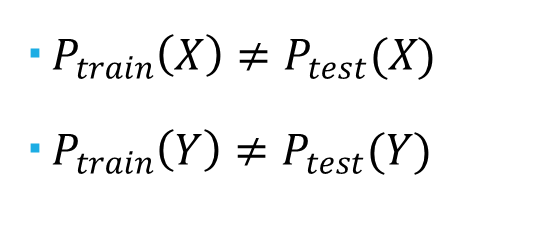 ▪ P_train(X) ≠ P_test(X)
▪ P_train(Y) ≠ P_test(Y)